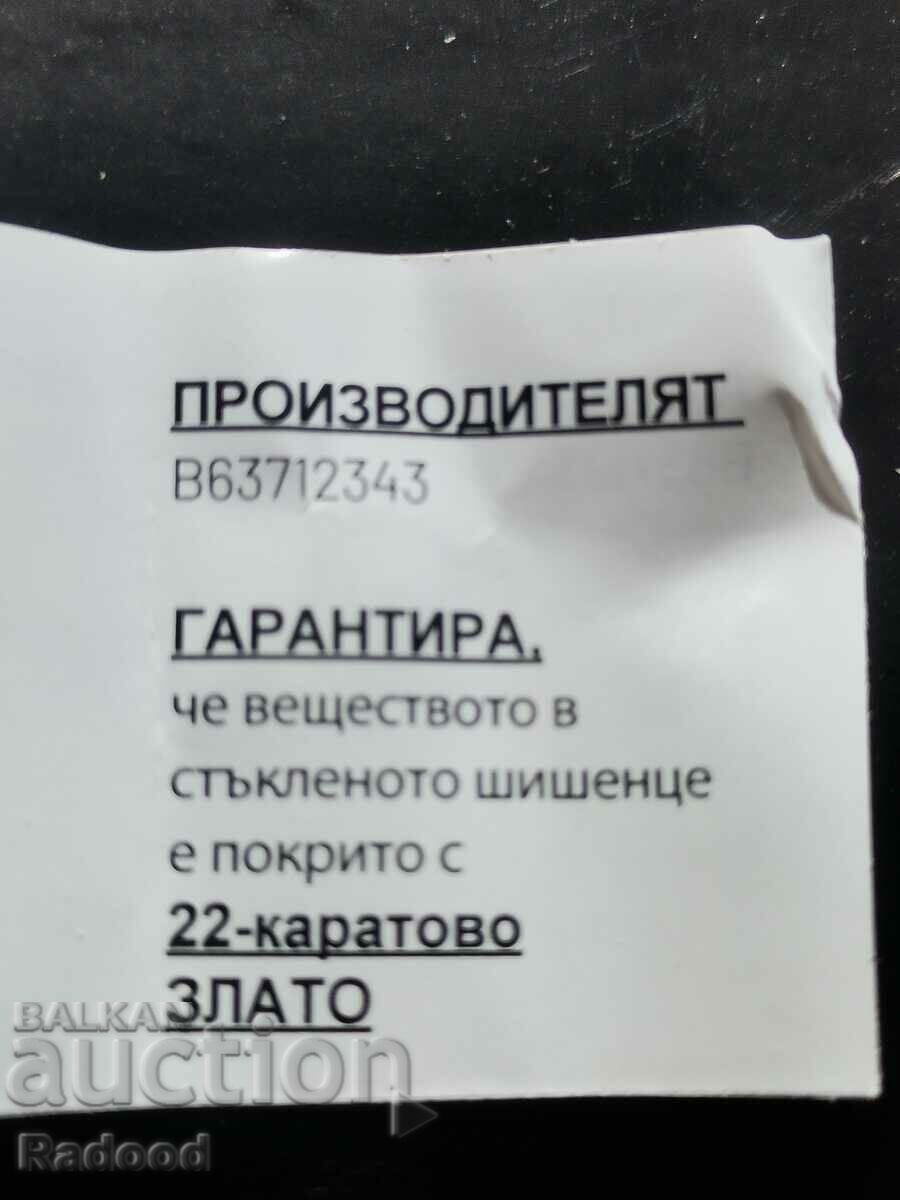 ПРОИЗВОДИТЕЛЯТ
B63712343
ГАРАНТИРА,
че веществото в
стъкленото шишенце
е покрито с
22-каратово
ЗЛАТО
BALKAN
auction
Radood